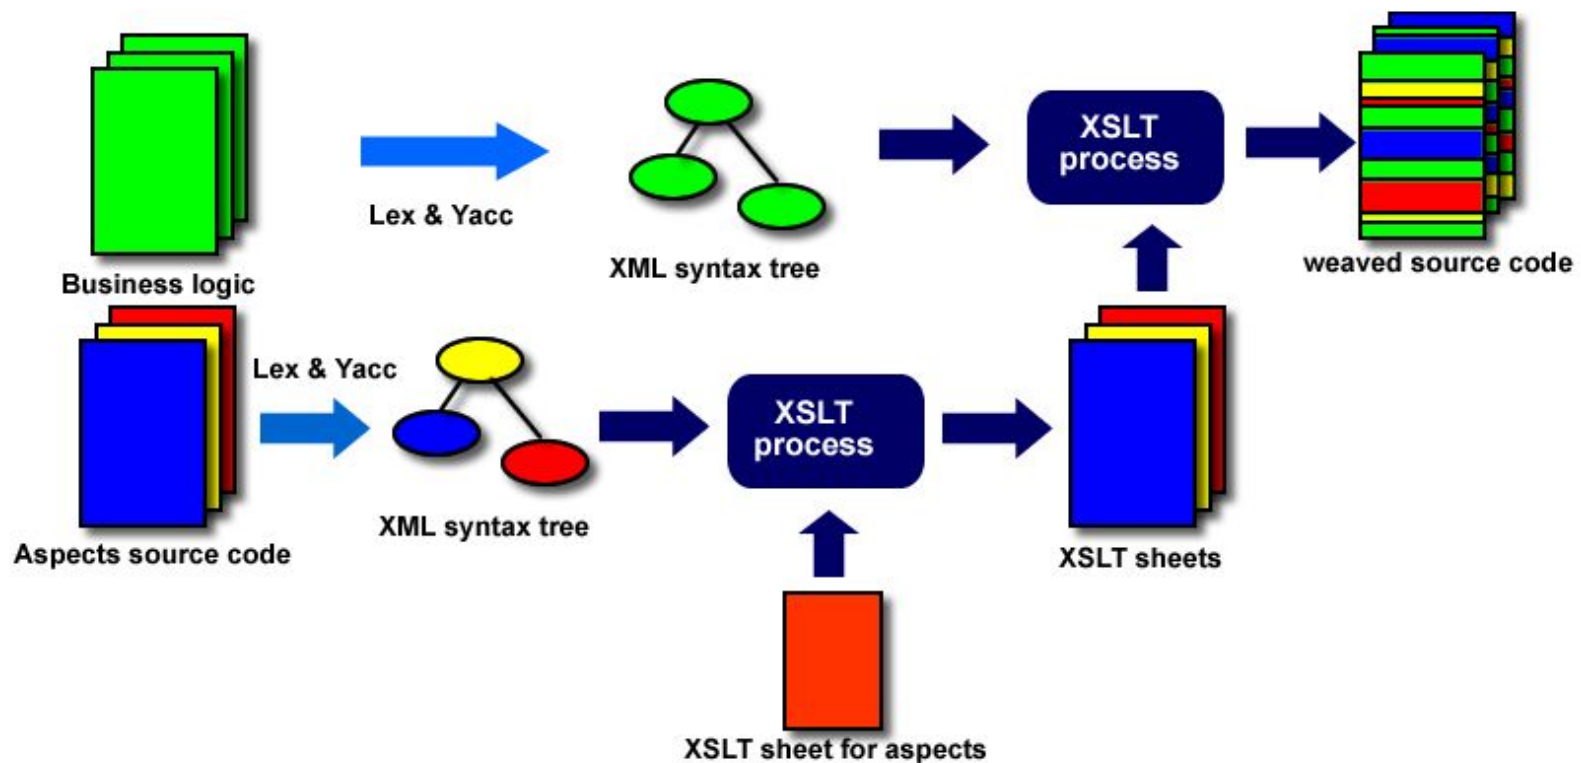 XSLT
process
Lex & Yacc
XML syntax tree
weaved source code
Business logic
Lex & Yacc
XSLT
process
XML syntax tree
Aspects source code
XSLT sheets
XSLT sheet for aspects